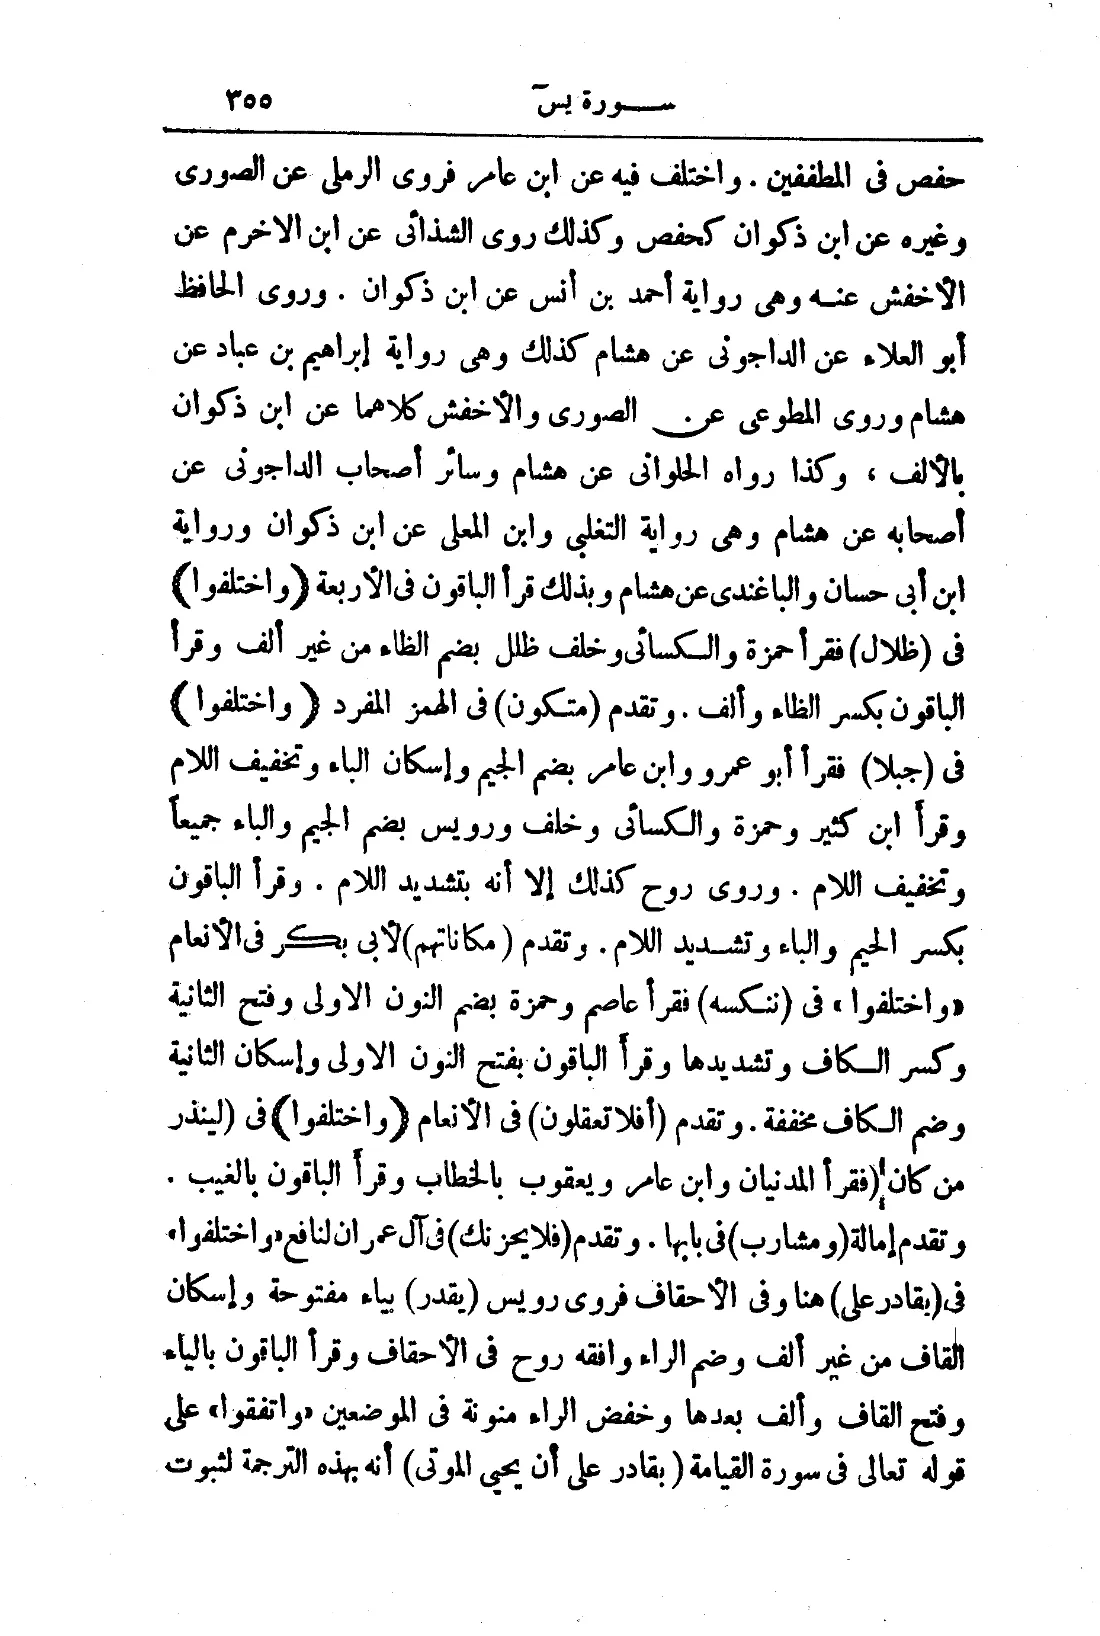 سورة يسٓ ٣٥٥
حفص فى المطففين . واختلف فيه عن ابن عامر فروى الرملى عن الصورى
وغيره عن ابن ذكوان كحفص وكذلك روى الشذائى عن ابن الاخرم عن
الأخفش عنه وهى رواية أحمد بن أنس عن ابن ذكوان . وروى الحافظ
أبو العلاء عن الداجونى عن هشام كذلك وهى رواية إبراهيم بن عباد عن
هشام وروى المطوعى عن الصورى والأخفش كلاهما عن ابن ذكوان
بالألف ، وكذا رواه الحلوانى عن هشام وسائر أصحاب الداجونى عن
أصحابه عن هشام وهى رواية التغلبى وابن المعلى عن ابن ذكوان ورواية
ابن أبى حسان والباغندى عن هشام وبذلك قرأ الباقون فى الأربعة (واختلفوا)
فى (ظلال) فقرأ حمزة والكسائى وخلف ظلل بضم الظاء من غير ألف وقرأ
الباقون بكسر الظاء وألف . وتقدم (متكون) فى الهمز المفرد (واختلفوا)
فى (جبلا) فقرأ أبو عمرو وابن عامر بضم الجيم وإسكان الباء وتخفيف اللام
وقرأ ابن كثير وحمزة والكسائى وخلف ورويس بضم الجيم والباء جميعاً
وتخفيف اللام . وروى روح كذلك إلا أنه بتشديد اللام . وقرأ الباقون
بكسر الجيم والباء وتشديد اللام . وتقدم (مكاناتهم) لأبى بكر فى الأنعام
«واختلفوا» فى (ننكسه) فقرأ عاصم وحمزة بضم النون الاولى وفتح الثانية
وكسر الكاف وتشديدها وقرأ الباقون بفتح النون الاولى وإسكان الثانية
وضم الكاف مخففة . وتقدم (أفلا تعقلون) فى الأنعام (واختلفوا) فى (لينذر
من كان) فقرأ المدنيان وابن عامر ويعقوب بالخطاب وقرأ الباقون بالغيب .
وتقدم إمالة (ومشارب) فى بابها . وتقدم (فلا يحزنك) فى آل عمران لنافع «واختلفوا»
فى (بقادر على) هنا وفى الأحقاف فروى رويس (يقدر) بياء مفتوحة وإسكان
القاف من غير ألف وضم الراء وافقه روح فى الأحقاف وقرأ الباقون بالياء
وفتح القاف وألف بعدها وخفض الراء منونة فى الموضعين «واتفقوا» على
قوله تعالى فى سورة القيامة (بقادر على أن يحيى الموتى) أنه بهذه الترجمة لثبوت